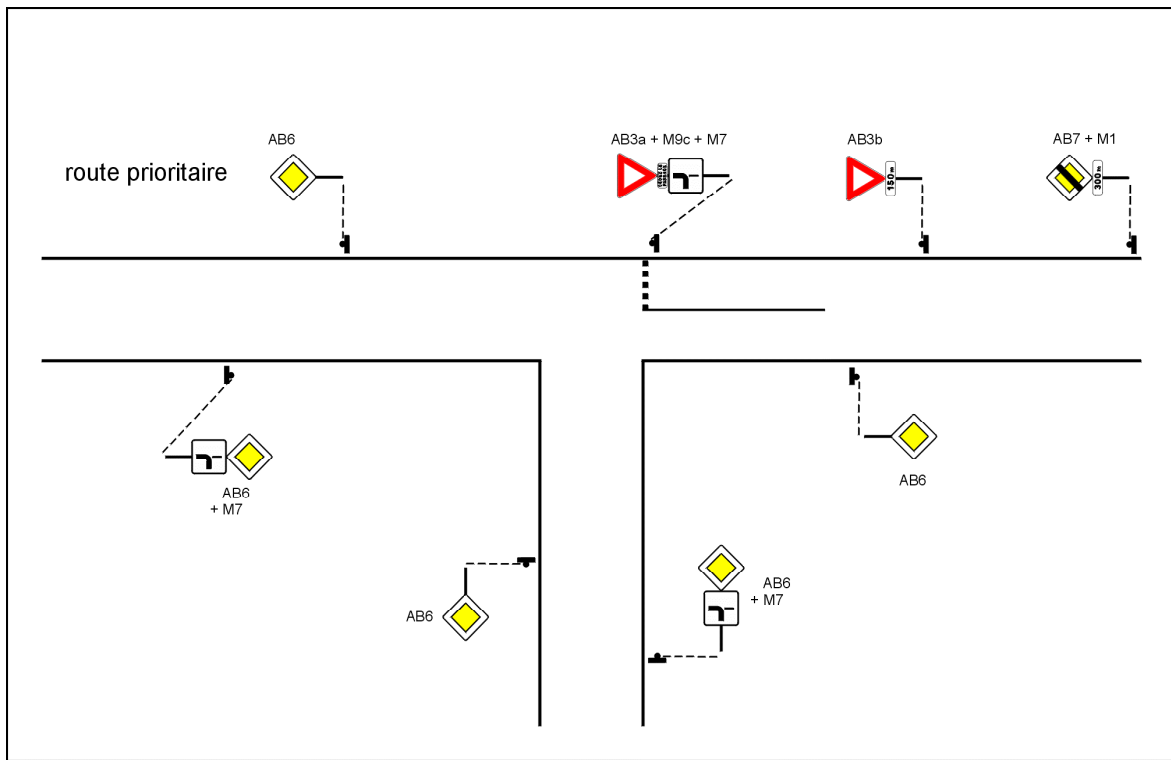 AB6
AB3a + M9c + M7
AB3b
AB7 + M1
route prioritaire
150 m
300 m
AB6
+ M7
AB6
AB6
+ M7
AB6